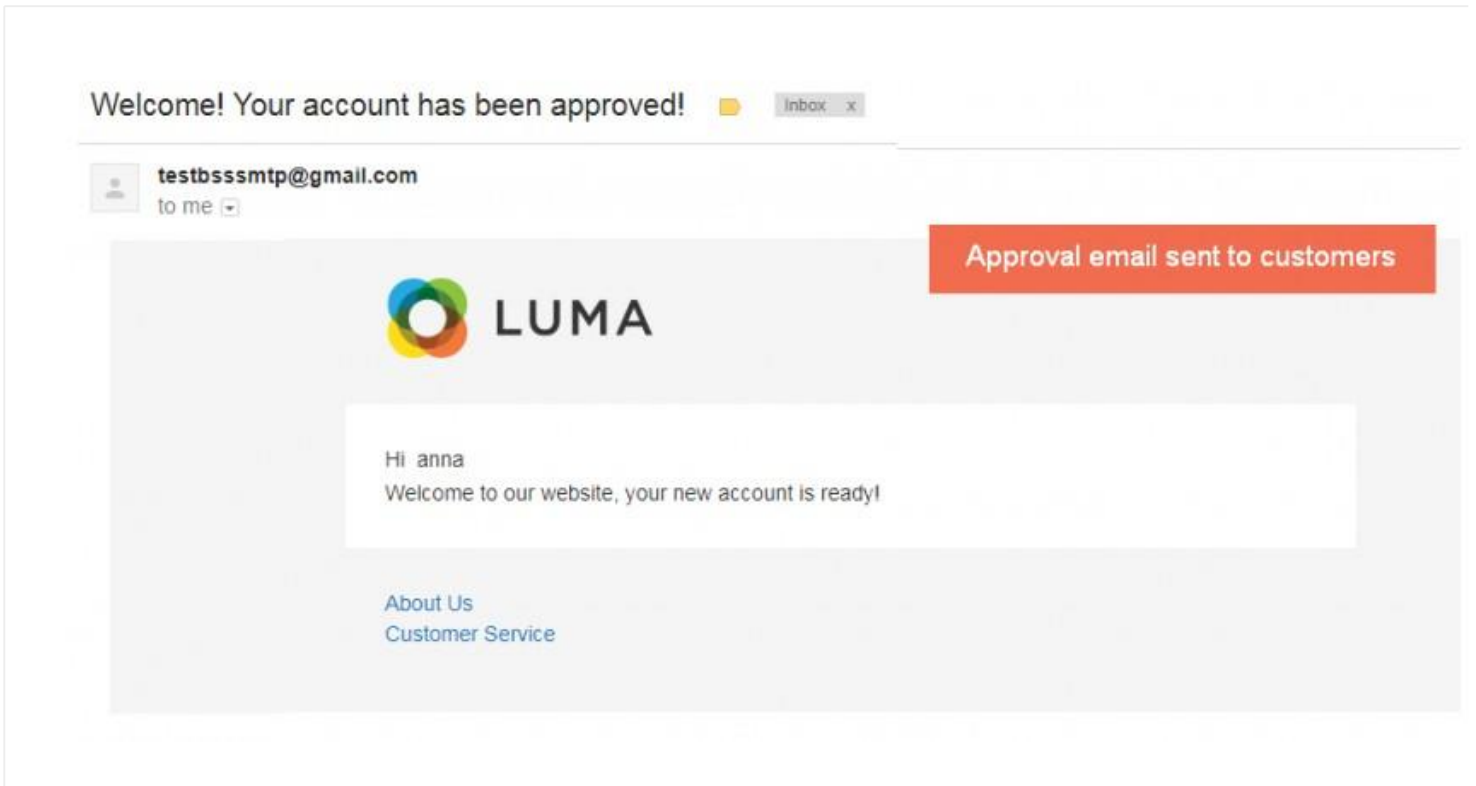 Welcome! Your account has been approved! Inbox x
testbsssmtp@gmail.com
to me
Approval email sent to customers
LUMA
Hi anna
Welcome to our website, your new account is ready!
About Us
Customer Service